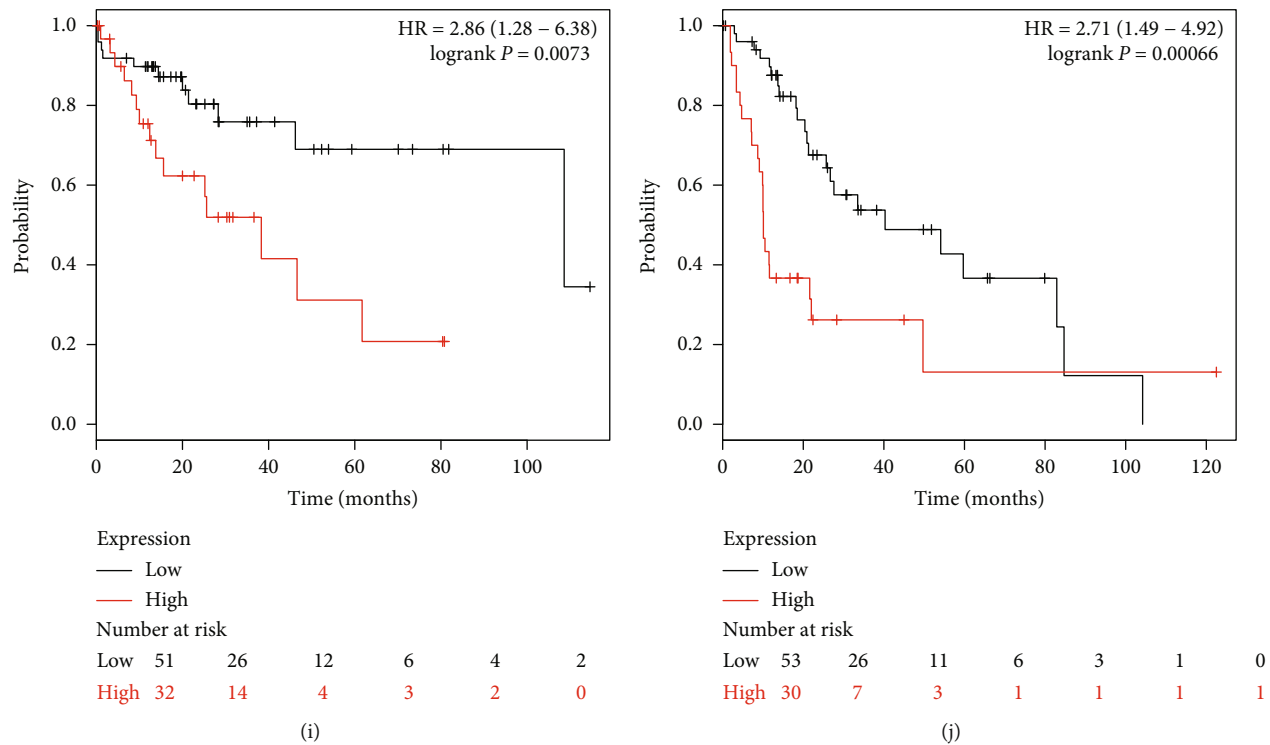 HR = 2.86 (1.28 − 6.38)
logrank P = 0.0073
1.0
0.8
0.6
0.4
0.2
0.0
Probability
0 20 40 60 80 100
Time (months)
Expression
Low
High
Number at risk
Low 51 26 12 6 4 2
High 32 14 4 3 2 0
(i)
HR = 2.71 (1.49 − 4.92)
logrank P = 0.00066
1.0
0.8
0.6
0.4
0.2
0.0
Probability
0 20 40 60 80 100 120
Time (months)
Expression
Low
High
Number at risk
Low 53 26 11 6 3 1 0
High 30 7 3 1 1 1 1
(j)